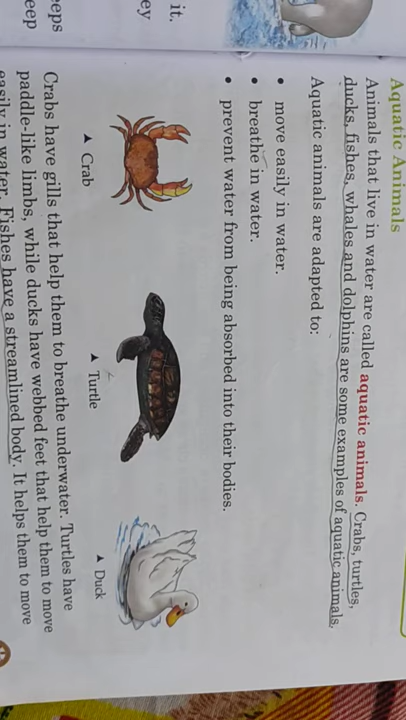 Aquatic Animals
Animals that live in water are called aquatic animals. Crabs, turtles,
ducks, fishes, whales and dolphins are some examples of aquatic animals.
Aquatic animals are adapted to:
• move easily in water.
• breathe in water.
• prevent water from being absorbed into their bodies.
Crab
Turtle
Duck
Crabs have gills that help them to breathe underwater. Turtles have
paddle-like limbs, while ducks have webbed feet that help them to move
easily in water. Fishes have a streamlined body. It helps them to move
it.
ey
eps
eep